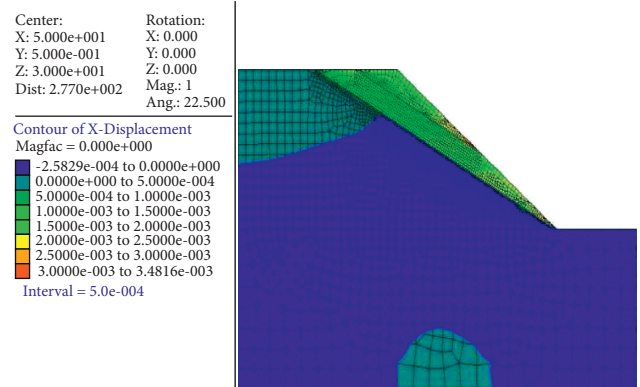 Center:
X: 5.000e+001
Y: 5.000e-001
Z: 3.000e+001
Dist: 2.770e+002
Rotation:
X: 0.000
Y: 0.000
Z: 0.000
Mag.: 1
Ang.: 22.500
Contour of X-Displacement
Magfac = 0.000e+000
-2.5829e-004 to 0.0000e+000
0.0000e+000 to 5.0000e-004
5.0000e-004 to 1.0000e-003
1.0000e-003 to 1.5000e-003
1.5000e-003 to 2.0000e-003
2.0000e-003 to 2.5000e-003
2.5000e-003 to 3.0000e-003
3.0000e-003 to 3.4816e-003
Interval = 5.0e-004